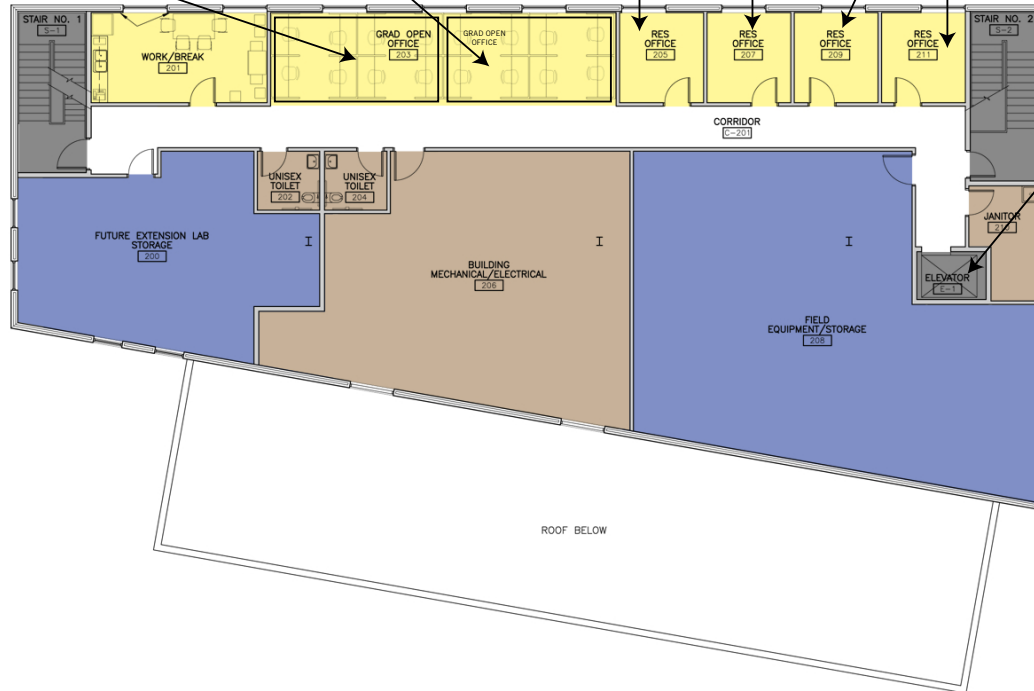 STAIR NO. 1
S-1
WORK/BREAK
201
GRAD OPEN
OFFICE
203
GRAD OPEN
OFFICE
RES
OFFICE
205
RES
OFFICE
207
RES
OFFICE
209
RES
OFFICE
211
STAIR NO. 2
S-2
CORRIDOR
C-201
UNISEX
TOILET
202
UNISEX
TOILET
204
FUTURE EXTENSION LAB
STORAGE
200
BUILDING
MECHANICAL/ELECTRICAL
206
FIELD
EQUIPMENT/STORAGE
208
JANITOR
ELEVATOR
E-1
ROOF BELOW